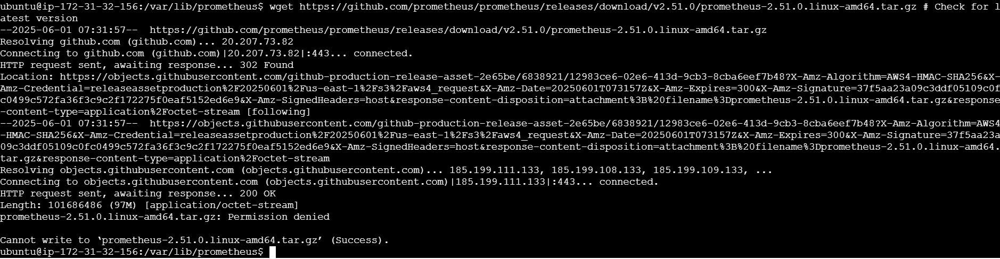 ubuntu@ip-172-31-32-156:/var/lib/prometheus$ wget https://github.com/prometheus/prometheus/releases/download/v2.51.0/prometheus-2.51.0.linux-amd64.tar.gz # Check for l
atest version
--2025-06-01 07:31:57--  https://github.com/prometheus/prometheus/releases/download/v2.51.0/prometheus-2.51.0.linux-amd64.tar.gz
Resolving github.com (github.com)... 20.207.73.82
Connecting to github.com (github.com)|20.207.73.82|:443... connected.
HTTP request sent, awaiting response... 302 Found
Location: https://objects.githubusercontent.com/github-production-release-asset-2e65be/6838921/12983ce6-02e6-413d-9cb3-8cba6eef7b48?X-Amz-Algorithm=AWS4-HMAC-SHA256&X-
Amz-Credential=releaseassetproduction%2F20250601%2Fus-east-1%2Fs3%2Faws4_request&X-Amz-Date=20250601T073157Z&X-Amz-Expires=300&X-Amz-Signature=37f5aa23a09c3ddf05109c0f
c0499c572fa36f3c9c2f172275f0eaf5152ed6e9&X-Amz-SignedHeaders=host&response-content-disposition=attachment%3B%20filename%3Dprometheus-2.51.0.linux-amd64.tar.gz&response
-content-type=application%2Foctet-stream [following]
--2025-06-01 07:31:57--  https://objects.githubusercontent.com/github-production-release-asset-2e65be/6838921/12983ce6-02e6-413d-9cb3-8cba6eef7b48?X-Amz-Algorithm=AWS4
-HMAC-SHA256&X-Amz-Credential=releaseassetproduction%2F20250601%2Fus-east-1%2Fs3%2Faws4_request&X-Amz-Date=20250601T073157Z&X-Amz-Expires=300&X-Amz-Signature=37f5aa23a
09c3ddf05109c0fc0499c572fa36f3c9c2f172275f0eaf5152ed6e9&X-Amz-SignedHeaders=host&response-content-disposition=attachment%3B%20filename%3Dprometheus-2.51.0.linux-amd64.
tar.gz&response-content-type=application%2Foctet-stream
Resolving objects.githubusercontent.com (objects.githubusercontent.com)... 185.199.111.133, 185.199.108.133, 185.199.109.133, ...
Connecting to objects.githubusercontent.com (objects.githubusercontent.com)|185.199.111.133|:443... connected.
HTTP request sent, awaiting response... 200 OK
Length: 101686486 (97M) [application/octet-stream]
prometheus-2.51.0.linux-amd64.tar.gz: Permission denied

Cannot write to ‘prometheus-2.51.0.linux-amd64.tar.gz’ (Success).
ubuntu@ip-172-31-32-156:/var/lib/prometheus$